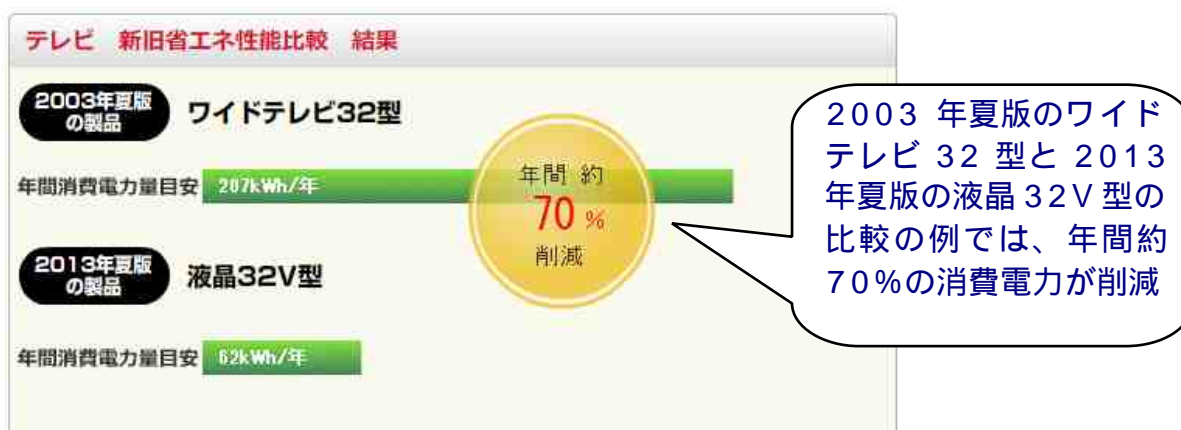 テレビ 新旧省エネ性能比較 結果
2003年夏版
の製品
ワイドテレビ32型
年間消費電力量目安 207kWh/年
年間 約
70%
削減
2013年夏版
の製品
液晶32V型
年間消費電力量目安 62kWh/年
2003 年夏版のワイド
テレビ 32 型と 2013
年夏版の液晶 32V 型の
比較の例では、年間約
70%の消費電力が削減